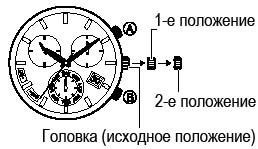 1-е положение
A
B
2-е положение
Головка (исходное положение)